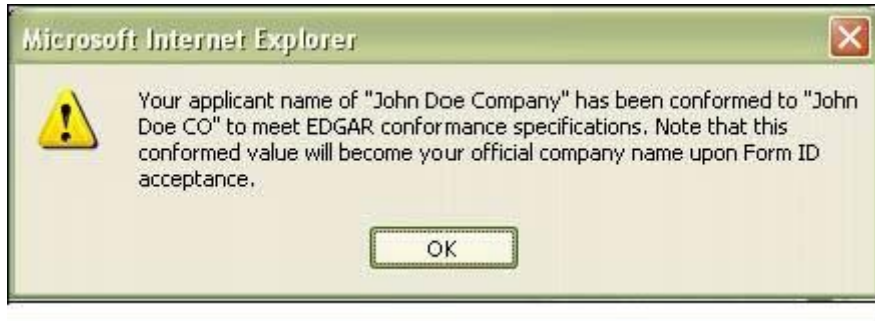 Microsoft Internet Explorer
Your applicant name of "John Doe Company" has been conformed to "John
Doe CO" to meet EDGAR conformance specifications. Note that this
conformed value will become your official company name upon Form ID
acceptance.
OK